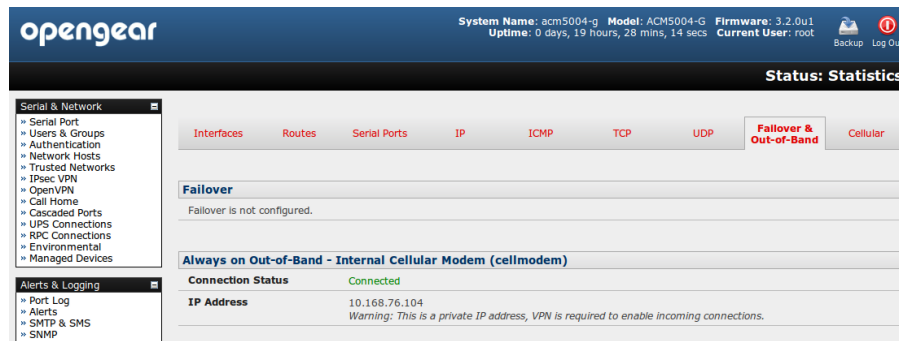 opengear
System Name: acm5004-g Model: ACM5004-G Firmware: 3.2.0u1
Uptime: 0 days, 19 hours, 28 mins, 14 secs Current User: root
Backup Log Ou
Status: Statistics
Serial & Network
» Serial Port
» Users & Groups
» Authentication
» Network Hosts
» Trusted Networks
» IPsec VPN
» OpenVPN
» Call Home
» Cascaded Ports
» UPS Connections
» RPC Connections
» Environmental
» Managed Devices
Alerts & Logging
» Port Log
» Alerts
» SMTP & SMS
» SNMP
Interfaces Routes Serial Ports IP ICMP TCP UDP Failover & Out-of-Band Cellular
Failover
Failover is not configured.
Always on Out-of-Band - Internal Cellular Modem (cellmodem)
Connection Status Connected
IP Address 10.168.76.104
Warning: This is a private IP address, VPN is required to enable incoming connections.